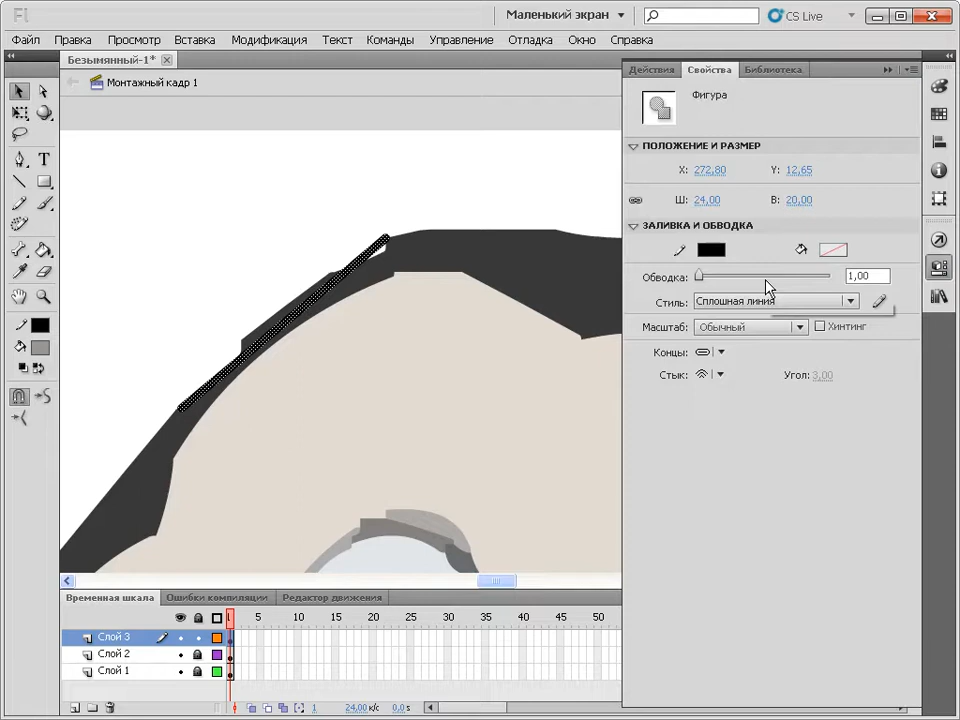 Fl
Маленький экран
CS Live
Файл Правка Просмотр Вставка Модификация Текст Команды Управление Отладка Окно Справка
Безымянный-1*
Монтажный кадр 1
Действия Свойства Библиотека
Фигура
ПОЛОЖЕНИЕ И РАЗМЕР
X: 272,80 Y: 12,65
Ш: 24,00 В: 20,00
ЗАЛИВКА И ОБВОДКА
Обводка: 1,00
Стиль: Сплошная линия
Масштаб: Обычный Хинтинг
Концы:
Стык: Угол: 3,00
Временная шкала Ошибки компиляции Редактор движения
1 5 10 15 20 25 30 35 40 45 50
Слой 3
Слой 2
Слой 1
1 24,00 к/с 0,0 s